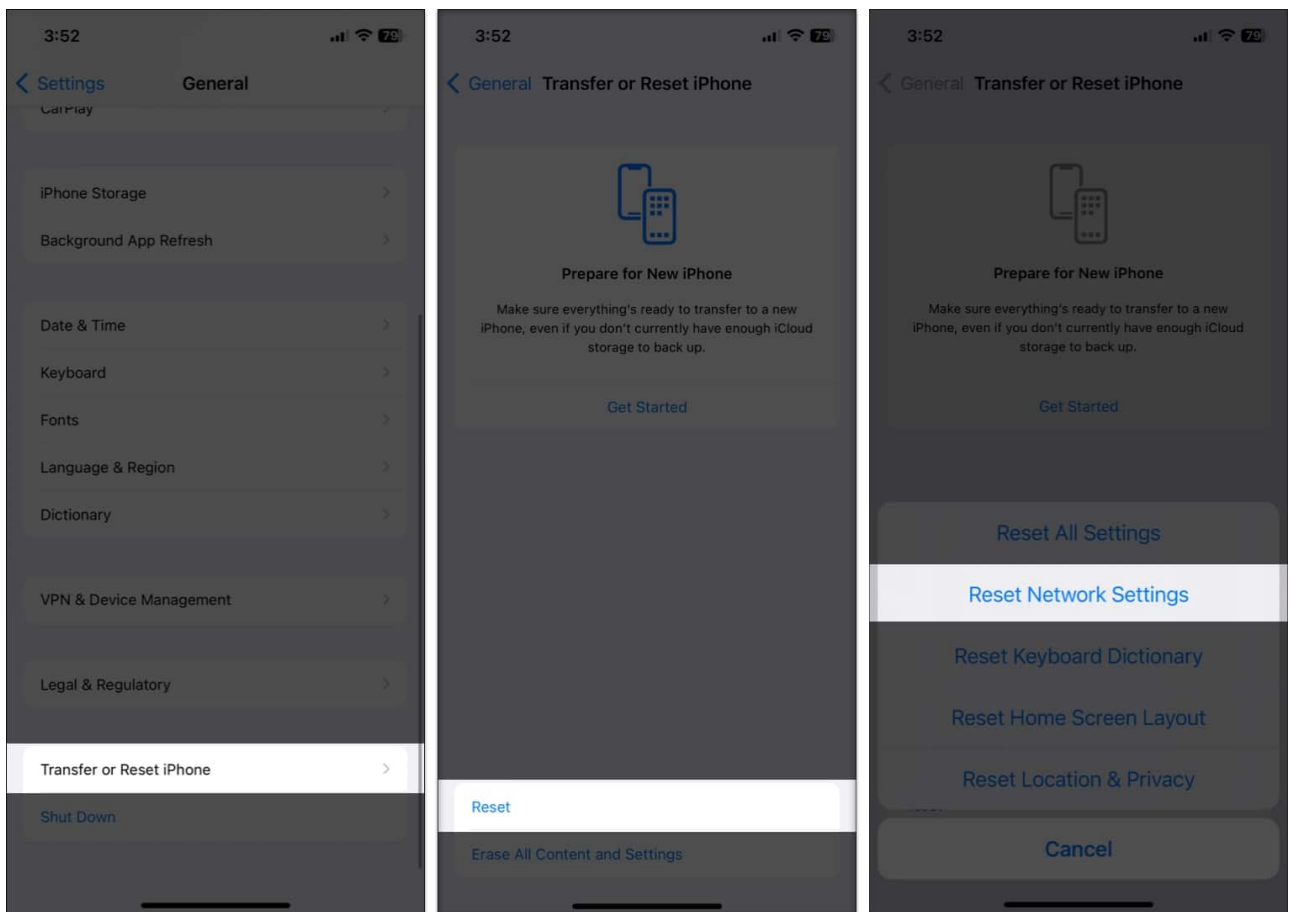 3:52
79
Settings
General
CarPlay
iPhone Storage
Background App Refresh
Date & Time
Keyboard
Fonts
Language & Region
Dictionary
VPN & Device Management
Legal & Regulatory
Transfer or Reset iPhone
Shut Down
3:52
79
General
Transfer or Reset iPhone
Prepare for New iPhone
Make sure everything's ready to transfer to a new
iPhone, even if you don't currently have enough iCloud
storage to back up.
Get Started
Reset
Erase All Content and Settings
3:52
79
General
Transfer or Reset iPhone
Prepare for New iPhone
Make sure everything's ready to transfer to a new
iPhone, even if you don't currently have enough iCloud
storage to back up.
Get Started
Reset All Settings
Reset Network Settings
Reset Keyboard Dictionary
Reset Home Screen Layout
Reset Location & Privacy
Cancel